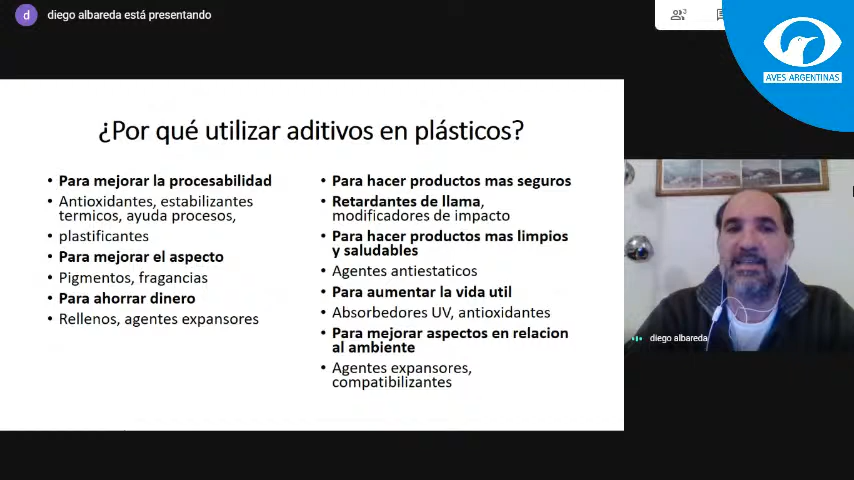 d
diego albareda está presentando
3
AVES ARGENTINAS
¿Por qué utilizar aditivos en plásticos?
• Para mejorar la procesabilidad
• Antioxidantes, estabilizantes
termicos, ayuda procesos,
• plastificantes
• Para mejorar el aspecto
• Pigmentos, fragancias
• Para ahorrar dinero
• Rellenos, agentes expansores
• Para hacer productos mas seguros
• Retardantes de llama,
modificadores de impacto
• Para hacer productos mas limpios
y saludables
• Agentes antiestaticos
• Para aumentar la vida util
• Absorbedores UV, antioxidantes
• Para mejorar aspectos en relacion
al ambiente
• Agentes expansores,
compatibilizantes
diego albareda